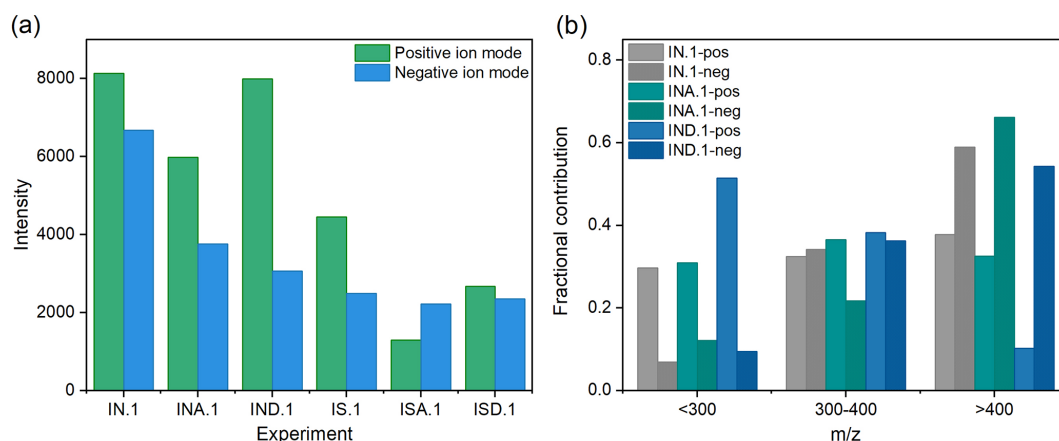 (a)
Positive ion mode
Negative ion mode
Intensity
8000
6000
4000
2000
0
IN.1 INA.1 IND.1 IS.1 ISA.1 ISD.1
Experiment
(b)
IN.1-pos
IN.1-neg
INA.1-pos
INA.1-neg
IND.1-pos
IND.1-neg
Fractional contribution
0.8
0.6
0.4
0.2
0.0
<300 300-400 >400
m/z